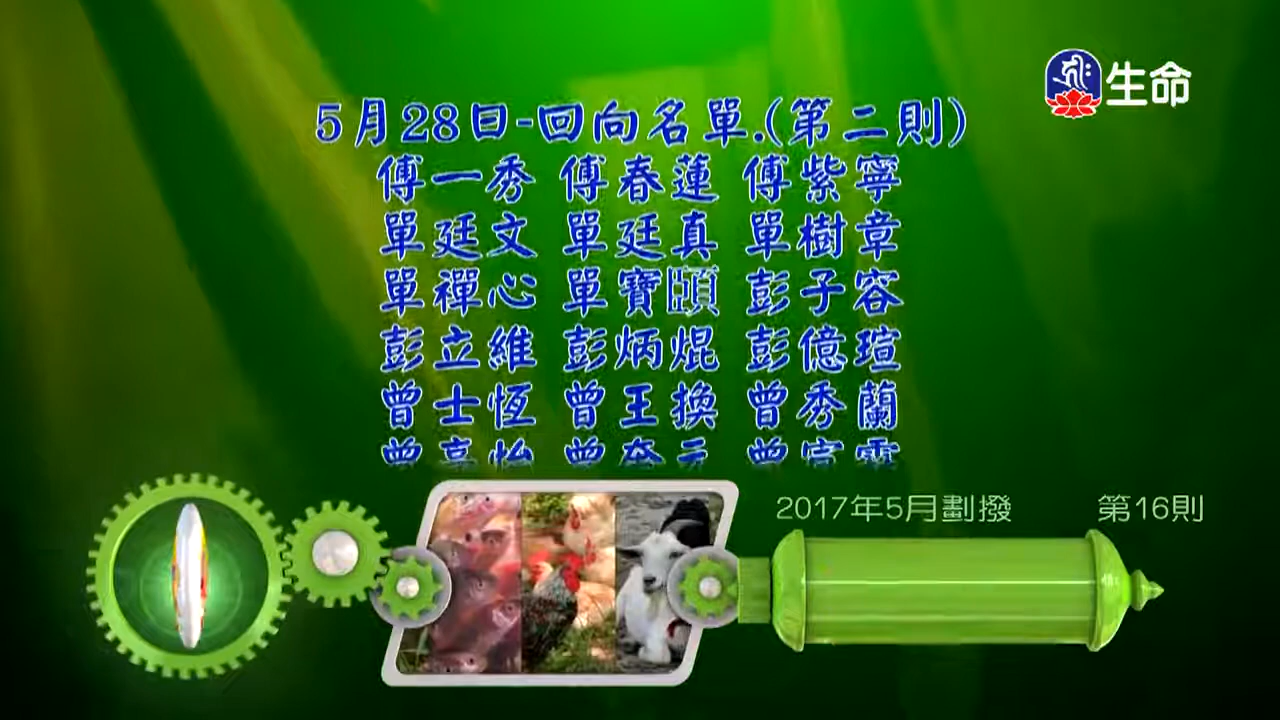 生命
5月28日-回向名單.(第二則)
傅一秀 傅春蓮 傅紫寧
單廷文 單廷真 單樹章
單禪心 單寶頤 彭子容
彭立維 彭炳焜 彭億瑄
曾士恆 曾王換 曾秀蘭
2017年5月劃撥 第16則